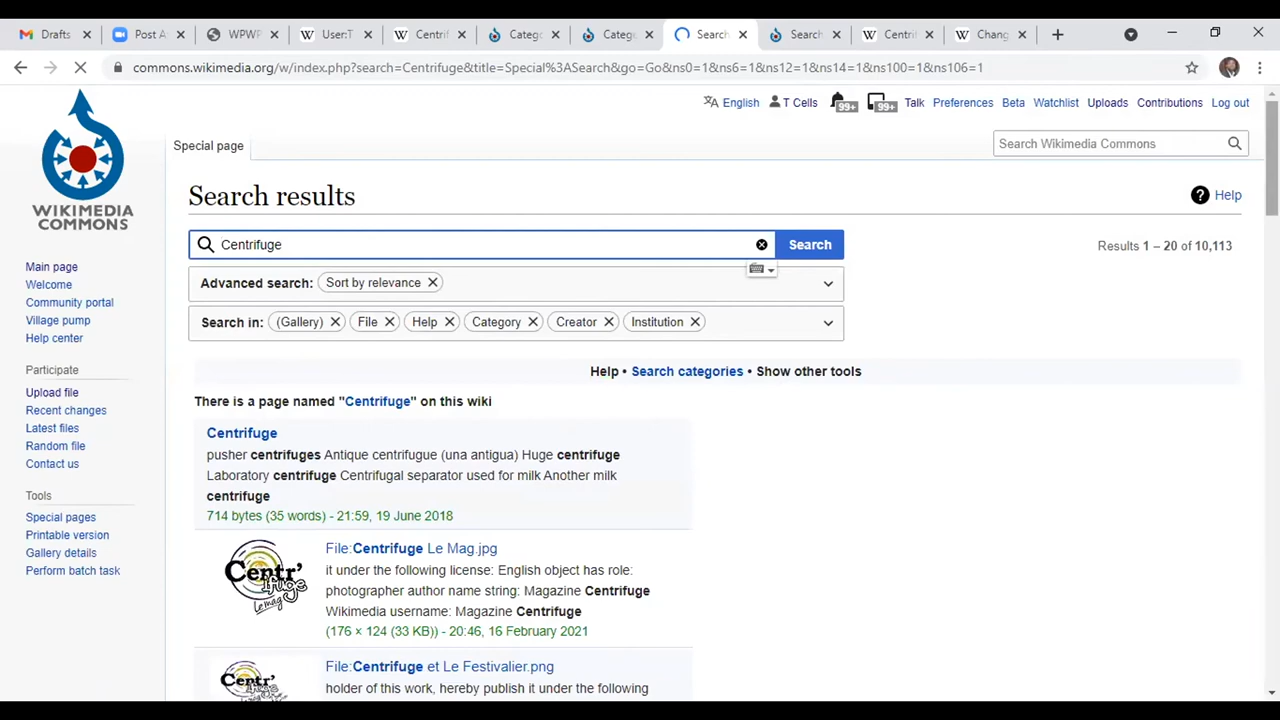 Drafts
Post A
WPWP
User:T
Centrif
Catego
Catego
Search
Search
Centrif
Chang
commons.wikimedia.org/w/index.php?search=Centrifuge&title=Special%3ASearch&go=Go&ns0=1&ns6=1&ns12=1&ns14=1&ns100=1&ns106=1
English T Cells 99+ 99+ Talk Preferences Beta Watchlist Uploads Contributions Log out
Special page
Search Wikimedia Commons
WIKIMEDIA
COMMONS
Main page
Welcome
Community portal
Village pump
Help center
Participate
Upload file
Recent changes
Latest files
Random file
Contact us
Tools
Special pages
Printable version
Gallery details
Perform batch task
Search results
Help
Centrifuge
Search
Results 1 – 20 of 10,113
Advanced search: Sort by relevance
Search in: (Gallery) File Help Category Creator Institution
Help • Search categories • Show other tools
There is a page named "Centrifuge" on this wiki
Centrifuge
pusher centrifuges Antique centrifugue (una antigua) Huge centrifuge
Laboratory centrifuge Centrifugal separator used for milk Another milk
centrifuge
714 bytes (35 words) - 21:59, 19 June 2018
Centr'
ifuge
Le mag
File:Centrifuge Le Mag.jpg
it under the following license: English object has role:
photographer author name string: Magazine Centrifuge
Wikimedia username: Magazine Centrifuge
(176 × 124 (33 KB)) - 20:46, 16 February 2021
Centr'
File:Centrifuge et Le Festivalier.png
holder of this work, hereby publish it under the following